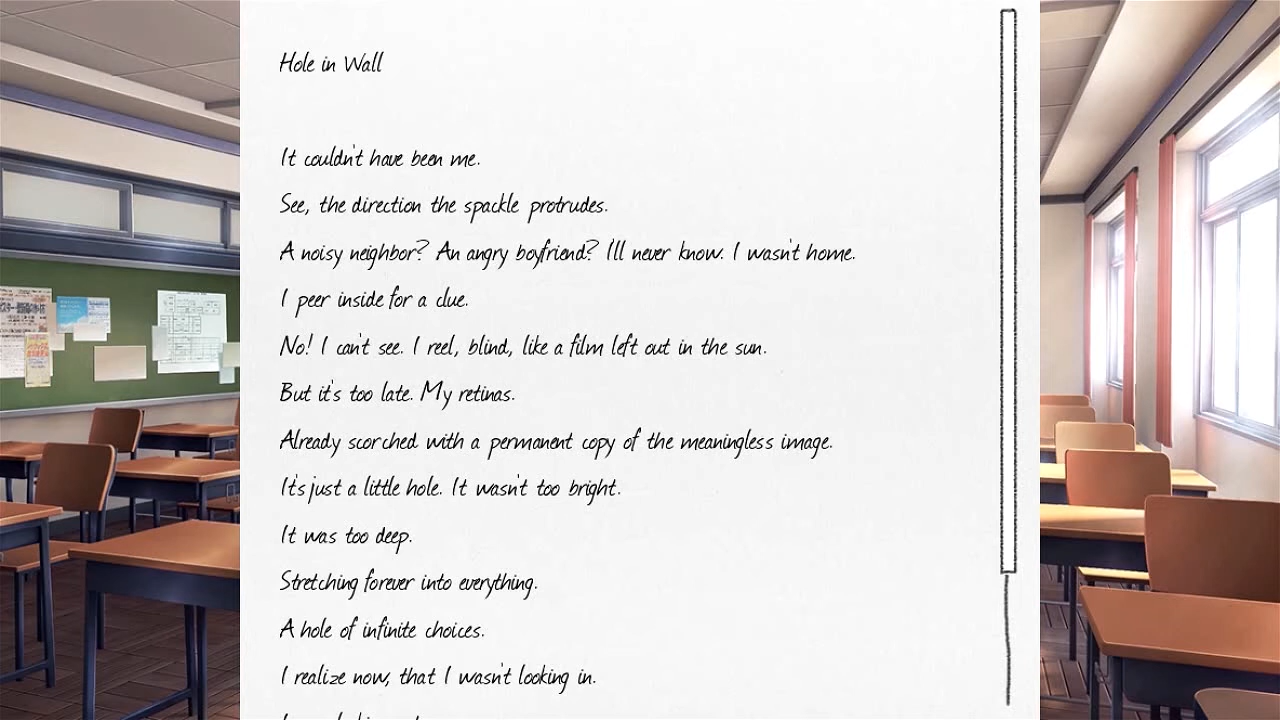 Hole in Wall
It couldn't have been me.
See, the direction the spackle protrudes.
A noisy neighbor? An angry boyfriend? I'll never know. I wasn't home.
I peer inside for a clue.
No! I can't see. I reel, blind, like a film left out in the sun.
But it's too late. My retinas.
Already scorched with a permanent copy of the meaningless image.
It's just a little hole. It wasn't too bright.
It was too deep.
Stretching forever into everything.
A hole of infinite choices.
I realize now, that I wasn't looking in.